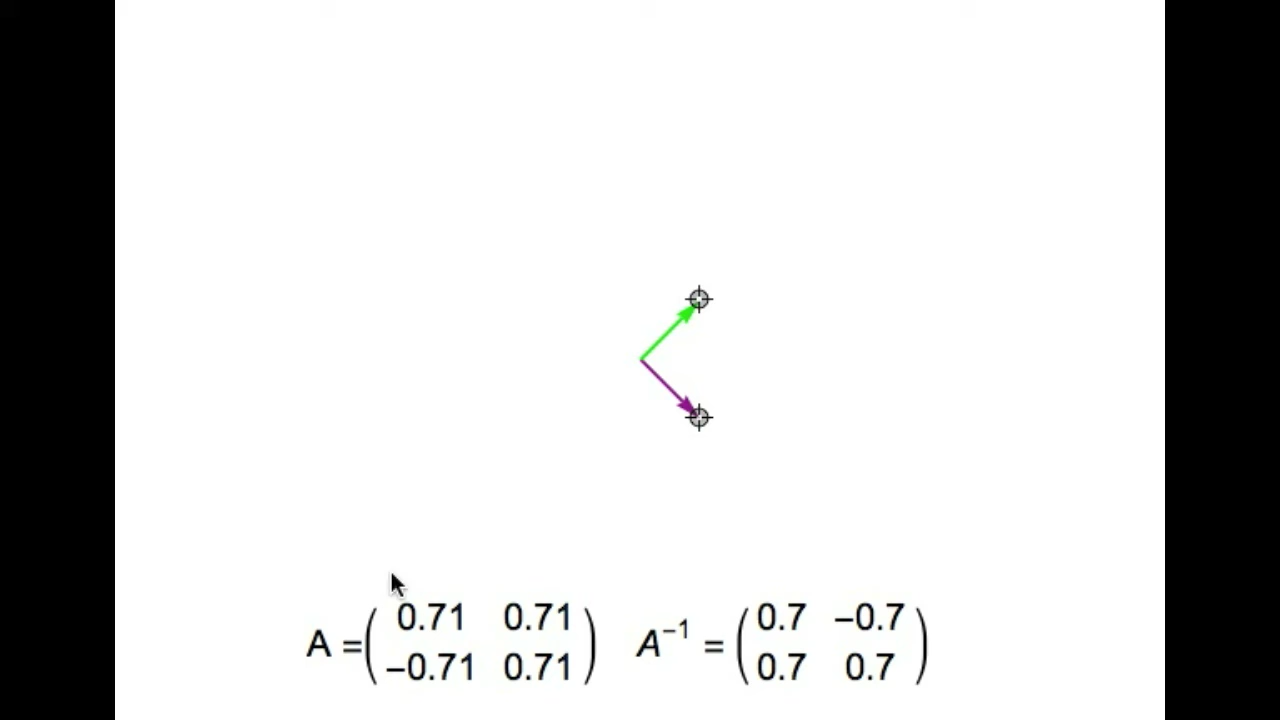 A = ( 0.71 0.71 ) A⁻¹ = ( 0.7 −0.7 )
( −0.71 0.71 ) ( 0.7 0.7 )